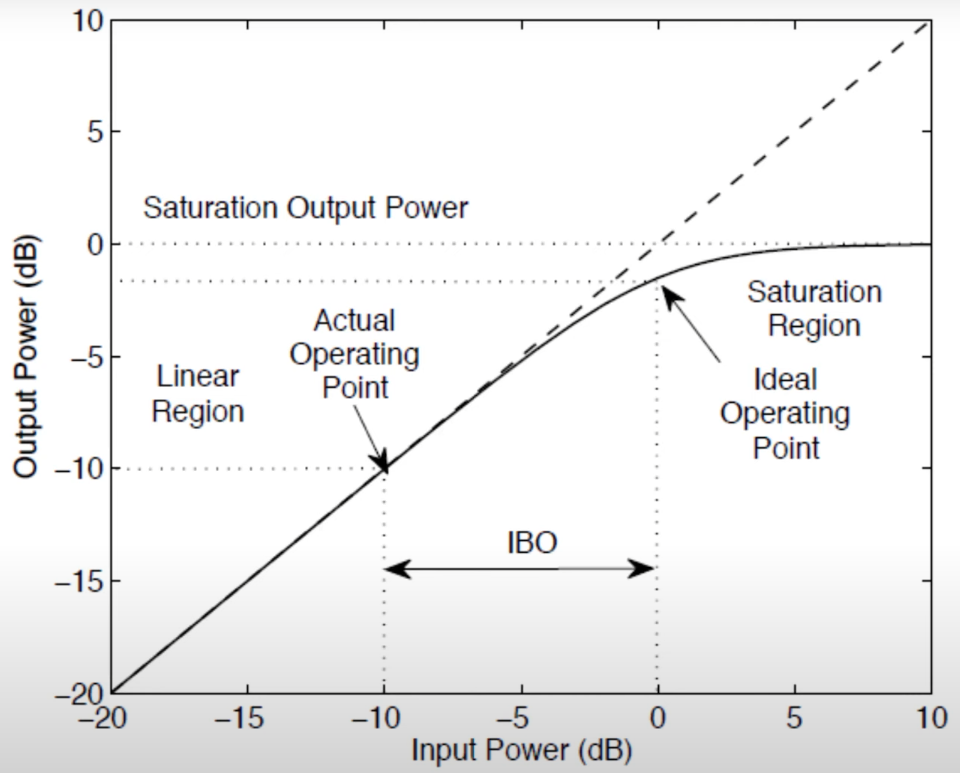 10
5
0
−5
−10
−15
−20
Output Power (dB)
Saturation Output Power
Actual
Operating
Point
Linear
Region
Saturation
Region
Ideal
Operating
Point
IBO
−20
−15
−10
−5
0
5
10
Input Power (dB)